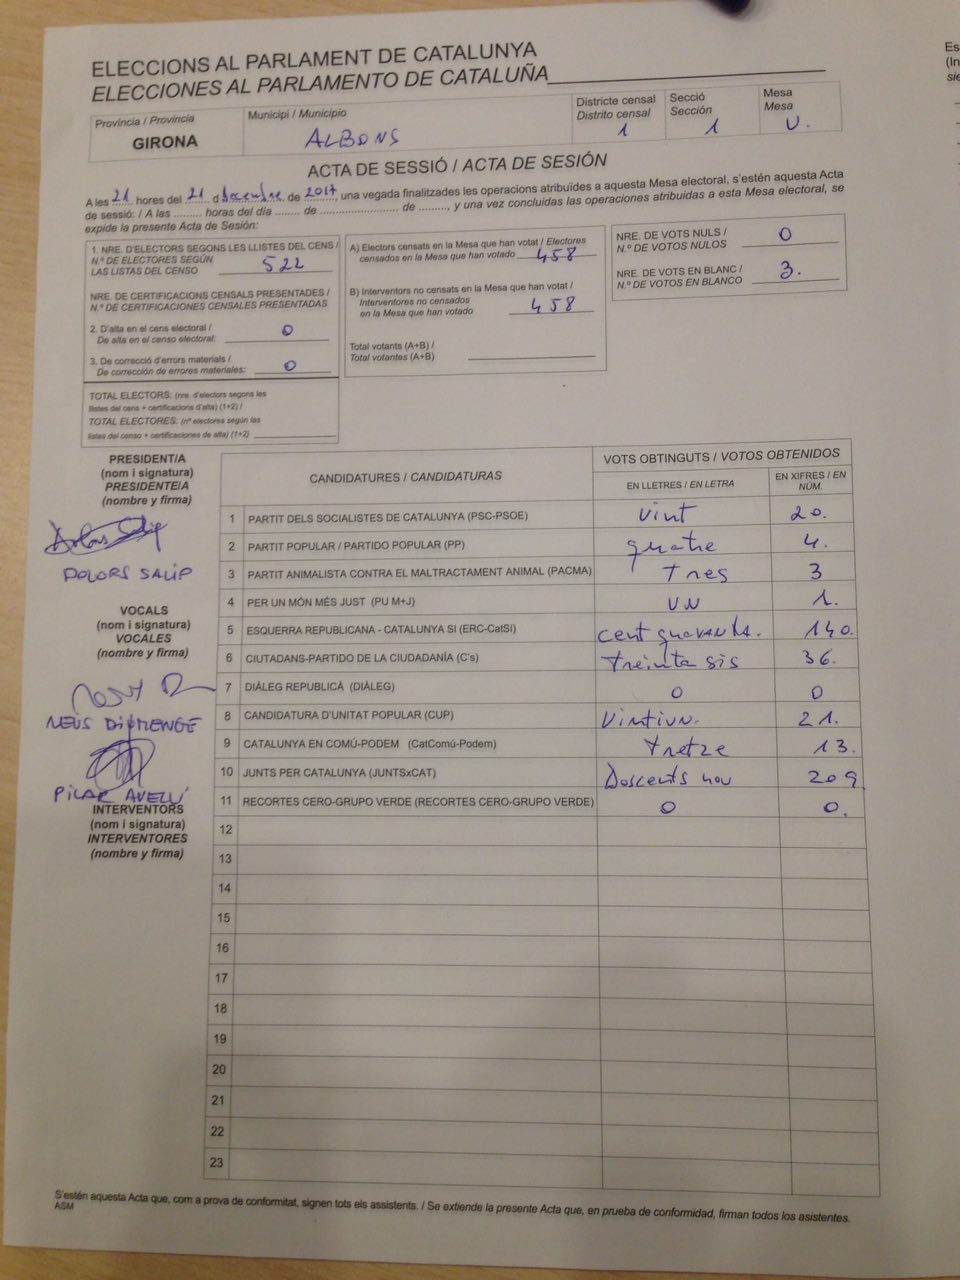 ELECCIONS AL PARLAMENT DE CATALUNYA
ELECCIONES AL PARLAMENTO DE CATALUÑA
Província / Provincia
GIRONA
Municipi / Municipio
ALBONS
Districte censal
Distrito censal
1
Secció
Sección
1
Mesa
Mesa
U.
ACTA DE SESSIÓ / ACTA DE SESIÓN
A les 21 hores del 21 d desembre de 2017, una vegada finalitzades les operacions atribuïdes a aquesta Mesa electoral, s'estén aquesta Acta
de sessió: / A las ......... horas del día ........ de ........................... de ........, y una vez concluidas las operaciones atribuidas a esta Mesa electoral, se
expide la presente Acta de Sesión:
1. NRE. D'ELECTORS SEGONS LES LLISTES DEL CENS /
N.º DE ELECTORES SEGÚN
LAS LISTAS DEL CENSO 522
NRE. DE CERTIFICACIONS CENSALS PRESENTADES /
N.º DE CERTIFICACIONES CENSALES PRESENTADAS
2. D'alta en el cens electoral /
De alta en el censo electoral: 0
3. De correcció d'errors materials /
De corrección de errores materiales: 0
TOTAL ELECTORS: (nre. d'electors segons les
llistes del cens + certificacions d'alta) (1+2) /
TOTAL ELECTORES: (nº electores según las
listas del censo + certificaciones de alta) (1+2)
A) Electors censats en la Mesa que han votat / Electores
censados en la Mesa que han votado 458
B) Interventors no censats en la Mesa que han votat /
Interventores no censados
en la Mesa que han votado 458
Total votants (A+B) /
Total votantes (A+B)
NRE. DE VOTS NULS /
N.º DE VOTOS NULOS 0
NRE. DE VOTS EN BLANC /
N.º DE VOTOS EN BLANCO 3.
PRESIDENT/A
(nom i signatura)
PRESIDENTE/A
(nombre y firma)
DOLORS SALIP
VOCALS
(nom i signatura)
VOCALES
(nombre y firma)
NEUS
PILAR
INTERVENTORS
(nom i signatura)
INTERVENTORES
(nombre y firma)
CANDIDATURES / CANDIDATURAS
VOTS OBTINGUTS / VOTOS OBTENIDOS
EN LLETRES / EN LETRA
EN XIFRES / EN
NÚM.
1 PARTIT DELS SOCIALISTES DE CATALUNYA (PSC-PSOE) vint 20.
2 PARTIT POPULAR / PARTIDO POPULAR (PP) quatre 4.
3 PARTIT ANIMALISTA CONTRA EL MALTRACTAMENT ANIMAL (PACMA) tres 3
4 PER UN MÓN MÉS JUST (PU M+J) UN 1.
5 ESQUERRA REPUBLICANA - CATALUNYA SI (ERC-CatSí) cent quaranta. 140.
6 CIUTADANS-PARTIDO DE LA CIUDADANÍA (C's) treinta sis 36.
7 DIÀLEG REPUBLICÀ (DIÀLEG) 0 0
8 CANDIDATURA D'UNITAT POPULAR (CUP) Vintiun. 21.
9 CATALUNYA EN COMÚ-PODEM (CatComú-Podem) tretze 13.
10 JUNTS PER CATALUNYA (JUNTSxCAT) Doscents nou 209
11 RECORTES CERO-GRUPO VERDE (RECORTES CERO-GRUPO VERDE) 0 0.
12
13
14
15
16
17
18
19
20
21
22
23
S'estén aquesta Acta que, com a prova de conformitat, signen tots els assistents. / Se extiende la presente Acta que, en prueba de conformidad, firman todos los asistentes.
ASM
Es
(In
sie